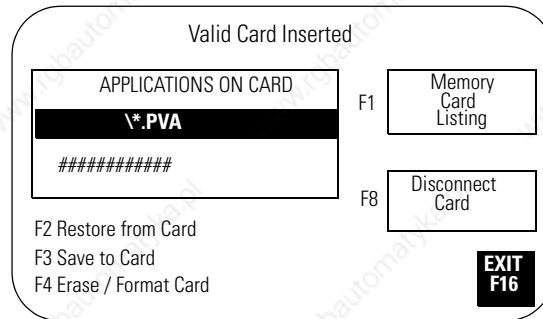 Valid Card Inserted
APPLICATIONS ON CARD
\*.PVA
############
F1
Memory
Card
Listing
F8
Disconnect
Card
F2 Restore from Card
F3 Save to Card
F4 Erase / Format Card
EXIT
F16